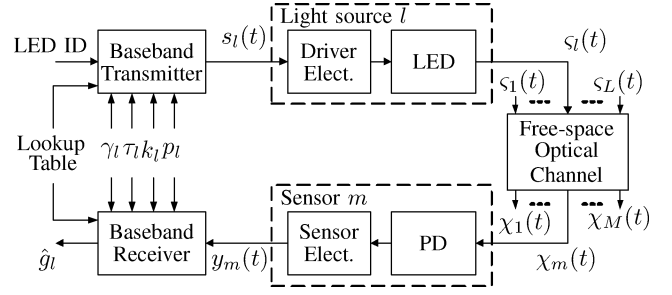 Light source l
LED ID
Baseband
Transmitter
s_l(t)
Driver
Elect.
LED
ς_l(t)
ς_1(t)
ς_L(t)
Lookup
Table
γ_l τ_l k_l p_l
Free-space
Optical
Channel
Sensor m
χ_1(t)
χ_M(t)
Baseband
Receiver
ĝ_l
y_m(t)
Sensor
Elect.
PD
χ_m(t)